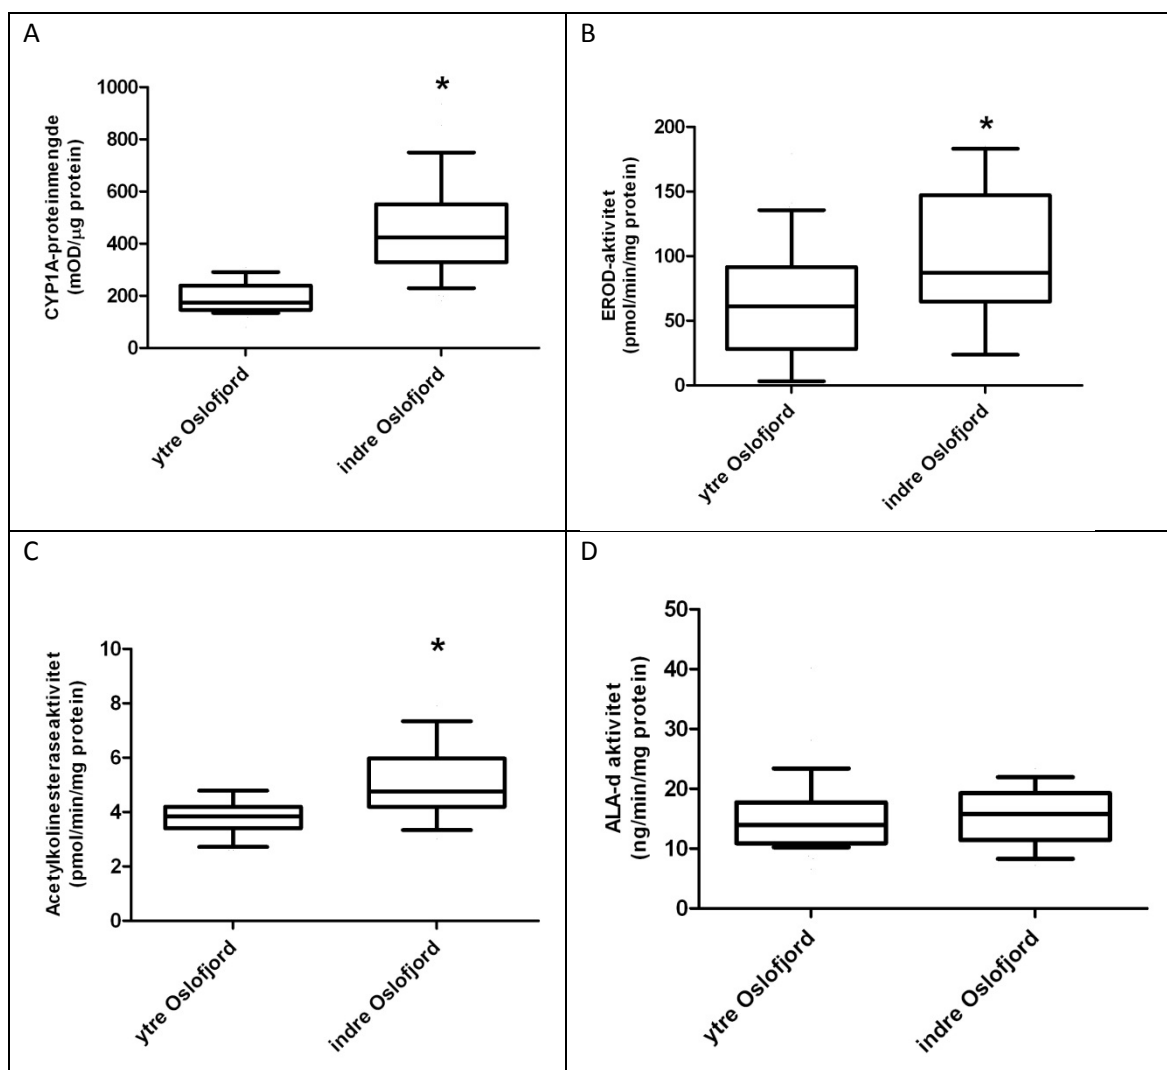 A
CYP1A-proteinmengde
(mOD/µg protein)
1000
800
600
400
200
0
*
ytre Oslofjord
indre Oslofjord
B
EROD-aktivitet
(pmol/min/mg protein)
200
150
100
50
0
*
ytre Oslofjord
indre Oslofjord
C
Acetylkolinesteraseaktivitet
(pmol/min/mg protein)
10
8
6
4
2
0
*
ytre Oslofjord
indre Oslofjord
D
ALA-d aktivitet
(ng/min/mg protein)
50
40
30
20
10
0
ytre Oslofjord
indre Oslofjord